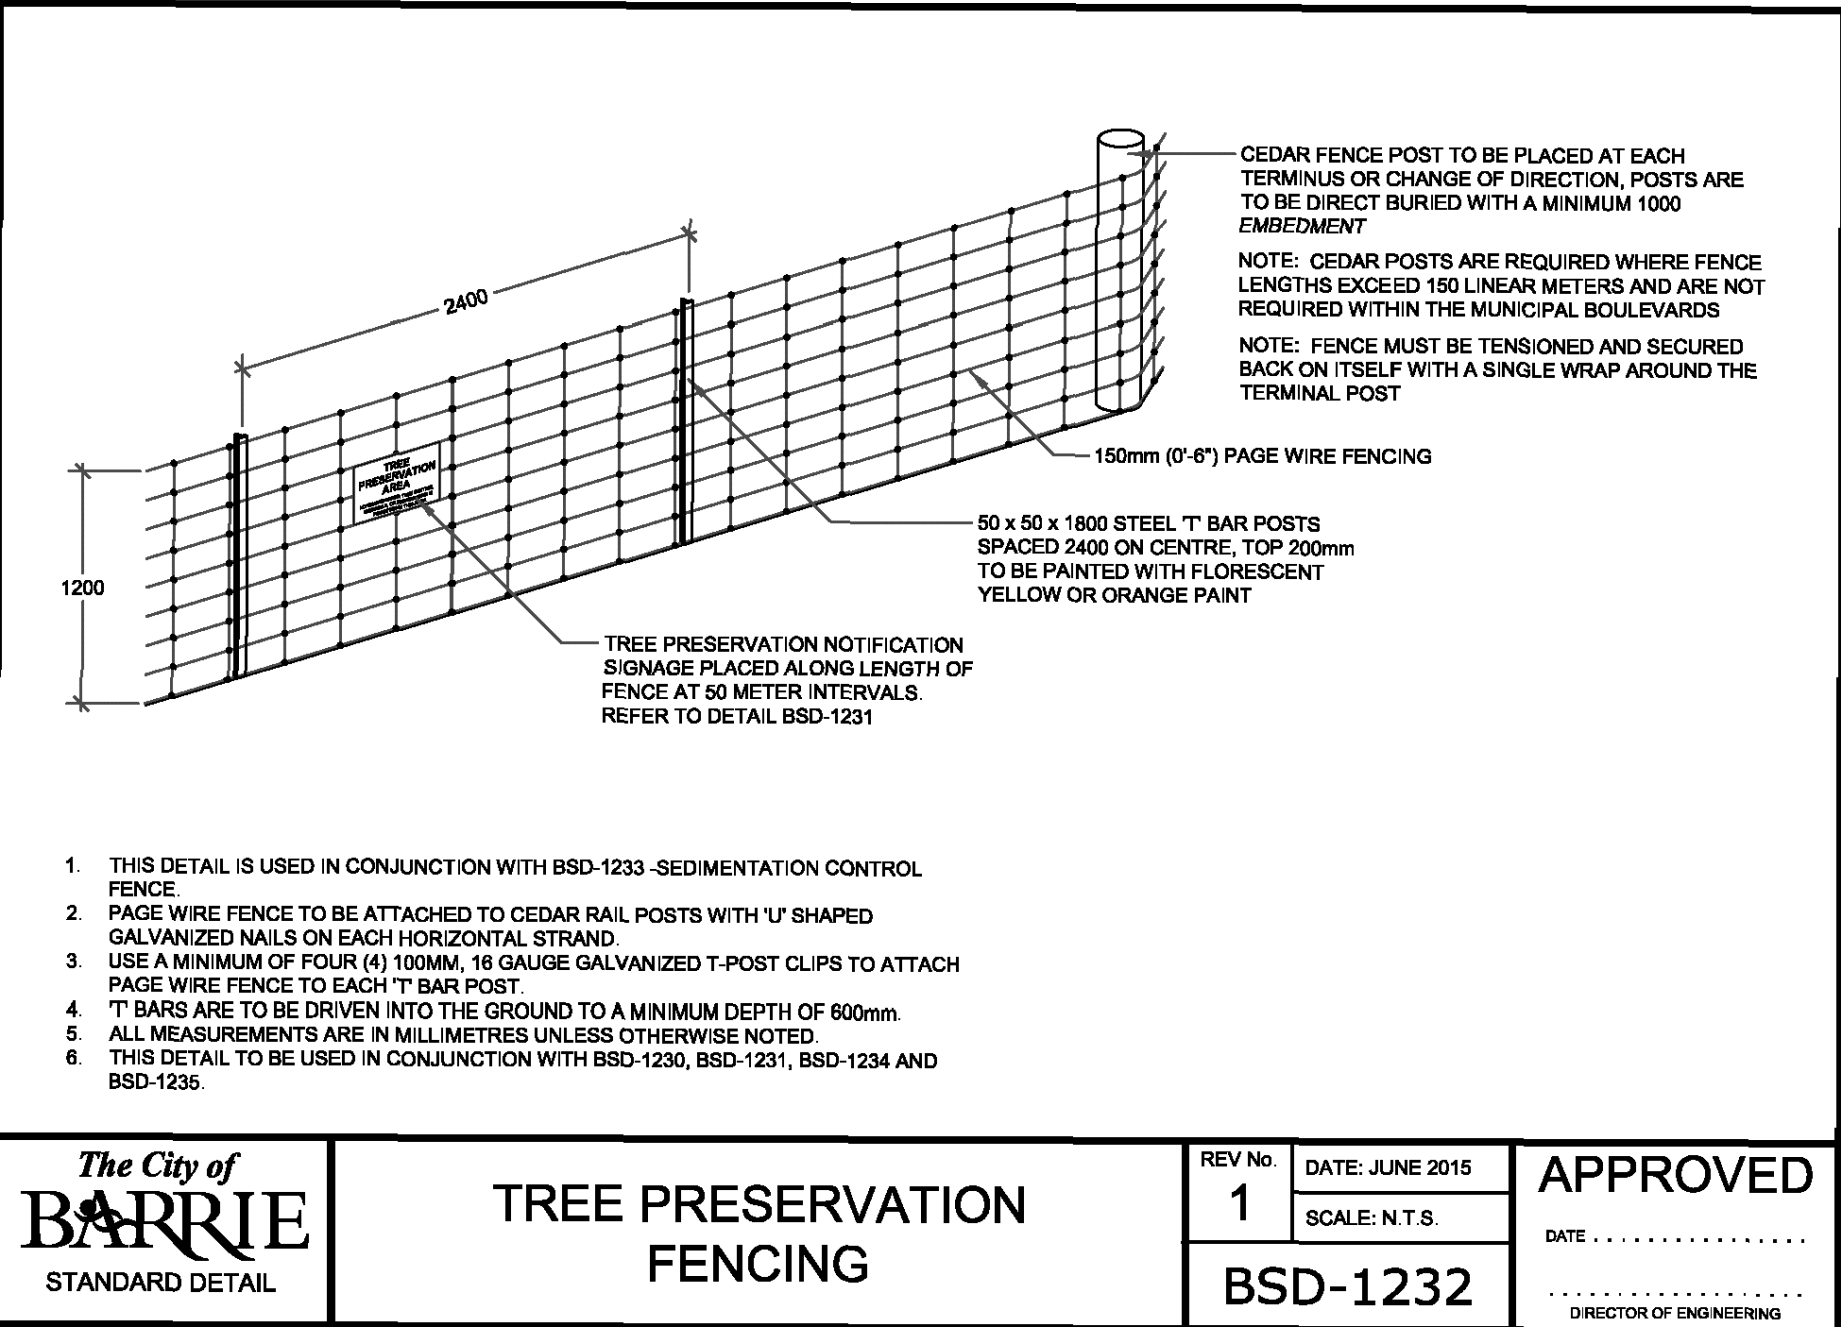 CEDAR FENCE POST TO BE PLACED AT EACH
TERMINUS OR CHANGE OF DIRECTION, POSTS ARE
TO BE DIRECT BURIED WITH A MINIMUM 1000
EMBEDMENT
NOTE: CEDAR POSTS ARE REQUIRED WHERE FENCE
LENGTHS EXCEED 150 LINEAR METERS AND ARE NOT
REQUIRED WITHIN THE MUNICIPAL BOULEVARDS
NOTE: FENCE MUST BE TENSIONED AND SECURED
BACK ON ITSELF WITH A SINGLE WRAP AROUND THE
TERMINAL POST
2400
150mm (0'-6") PAGE WIRE FENCING
TREE
PRESERVATION
AREA
50 x 50 x 1800 STEEL 'T' BAR POSTS
SPACED 2400 ON CENTRE, TOP 200mm
TO BE PAINTED WITH FLORESCENT
YELLOW OR ORANGE PAINT
1200
TREE PRESERVATION NOTIFICATION
SIGNAGE PLACED ALONG LENGTH OF
FENCE AT 50 METER INTERVALS.
REFER TO DETAIL BSD-1231
1. THIS DETAIL IS USED IN CONJUNCTION WITH BSD-1233 -SEDIMENTATION CONTROL
FENCE.
2. PAGE WIRE FENCE TO BE ATTACHED TO CEDAR RAIL POSTS WITH 'U' SHAPED
GALVANIZED NAILS ON EACH HORIZONTAL STRAND.
3. USE A MINIMUM OF FOUR (4) 100MM, 16 GAUGE GALVANIZED T-POST CLIPS TO ATTACH
PAGE WIRE FENCE TO EACH 'T' BAR POST.
4. 'T' BARS ARE TO BE DRIVEN INTO THE GROUND TO A MINIMUM DEPTH OF 600mm.
5. ALL MEASUREMENTS ARE IN MILLIMETRES UNLESS OTHERWISE NOTED.
6. THIS DETAIL TO BE USED IN CONJUNCTION WITH BSD-1230, BSD-1231, BSD-1234 AND
BSD-1235.
The City of
BARRIE
STANDARD DETAIL
TREE PRESERVATION
FENCING
REV No.
1
DATE: JUNE 2015
SCALE: N.T.S.
BSD-1232
APPROVED
DATE . . . . . . . . . . . . . . . .
. . . . . . . . . . . . . . . . . . .
DIRECTOR OF ENGINEERING